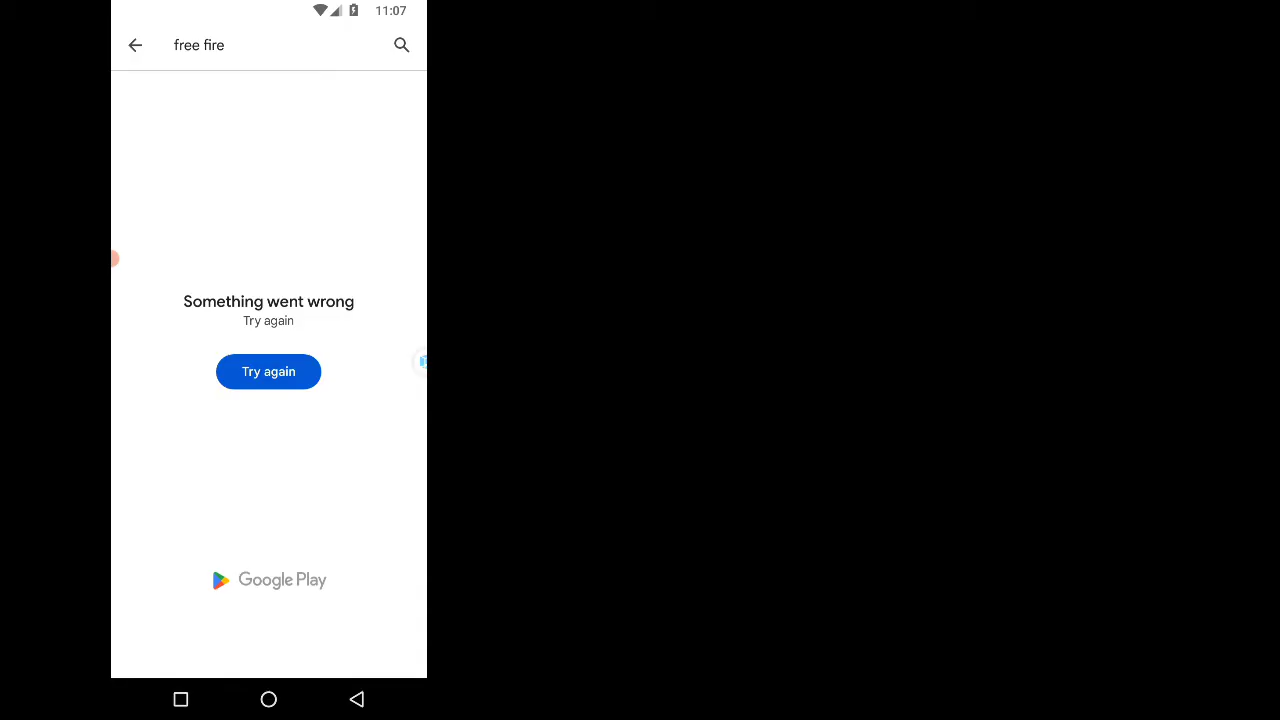 11:07
free fire
Something went wrong
Try again
Try again
Google Play